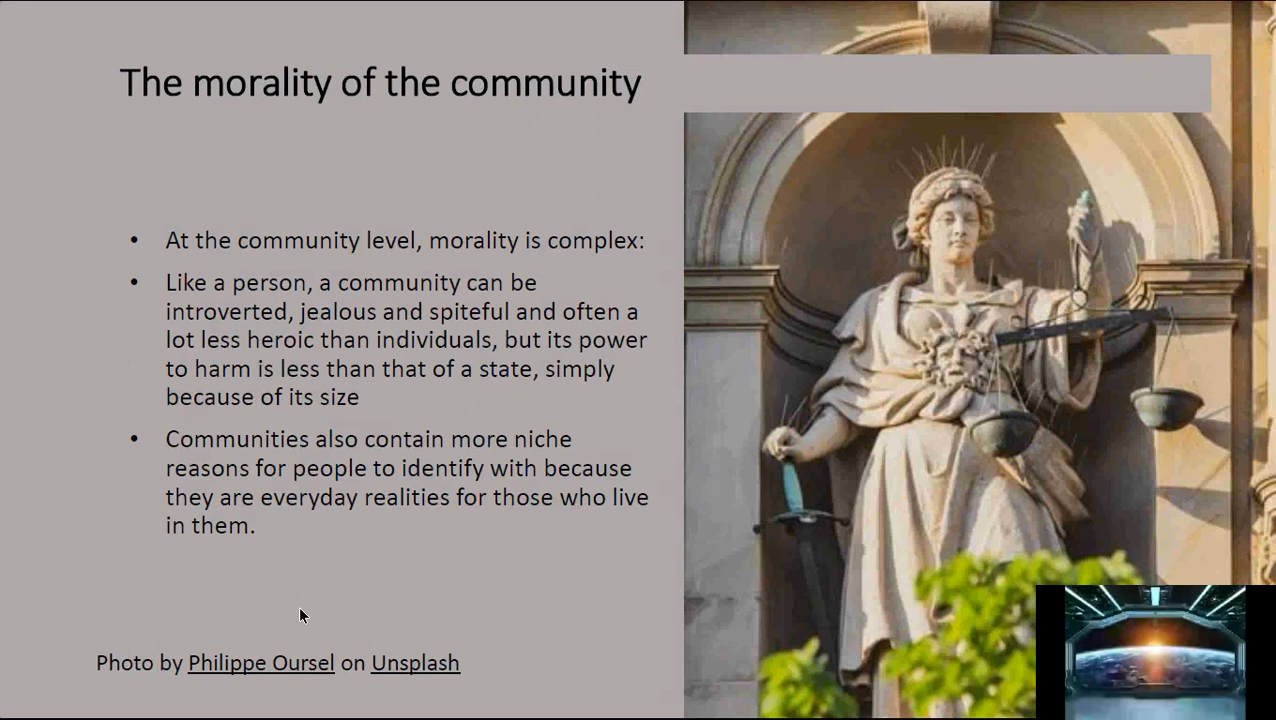 The morality of the community
• At the community level, morality is complex:
• Like a person, a community can be
introverted, jealous and spiteful and often a
lot less heroic than individuals, but its power
to harm is less than that of a state, simply
because of its size
• Communities also contain more niche
reasons for people to identify with because
they are everyday realities for those who live
in them.
Photo by Philippe Oursel on Unsplash